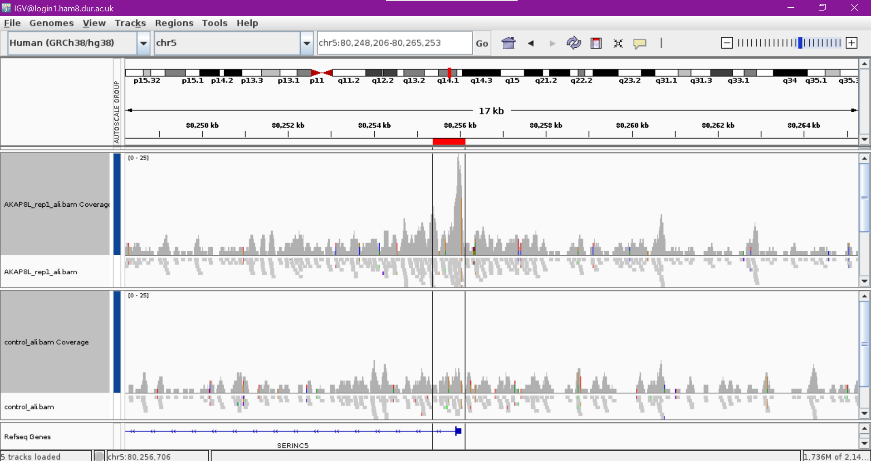 IGV@login1.ham8.dur.ac.uk
File Genomes View Tracks Regions Tools Help
Human (GRCh38/hg38) chr5 chr5:80,248,206-80,265,253 Go
AUTOSCALE GROUP
p15.32 p15.1 p14.2 p13.3 p13.1 p11 q11.2 q12.2 q13.2 q14.1 q14.3 q15 q21.2 q22.2 q23.2 q31.1 q33.1 q34 q35.1 q35.3
17 kb
80,250 kb 80,252 kb 80,254 kb 80,256 kb 80,258 kb 80,260 kb 80,262 kb 80,264 kb
[0 - 25]
AKAP8L_rep1_ali.bam Coverage
AKAP8L_rep1_ali.bam
[0 - 25]
control_ali.bam Coverage
control_ali.bam
Refseq Genes
SERINC5
5 tracks loaded chr5:80,256,706 1,736M of 2,14...